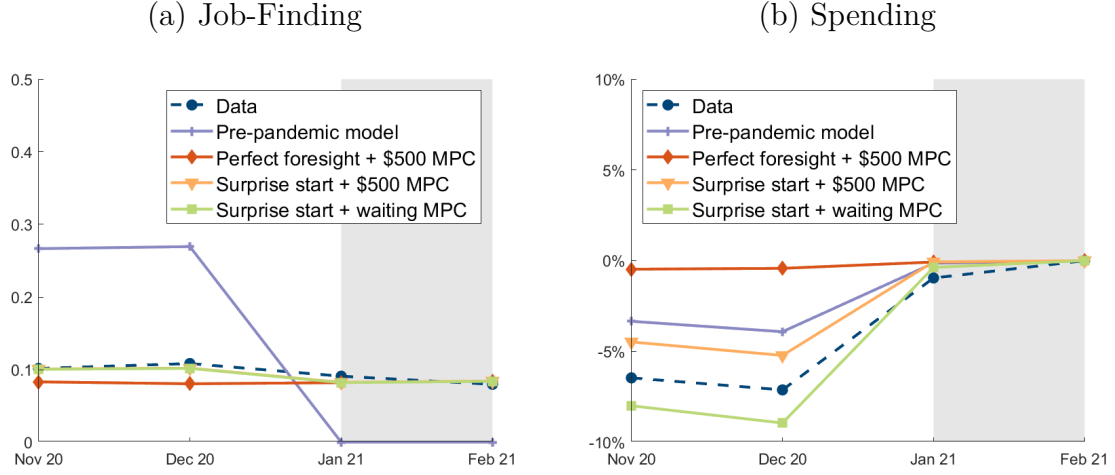 (a) Job-Finding
0.5
0.4
0.3
0.2
0.1
0
Data
Pre-pandemic model
Perfect foresight + $500 MPC
Surprise start + $500 MPC
Surprise start + waiting MPC
Nov 20
Dec 20
Jan 21
Feb 21
(b) Spending
10%
5%
0%
-5%
-10%
Data
Pre-pandemic model
Perfect foresight + $500 MPC
Surprise start + $500 MPC
Surprise start + waiting MPC
Nov 20
Dec 20
Jan 21
Feb 21